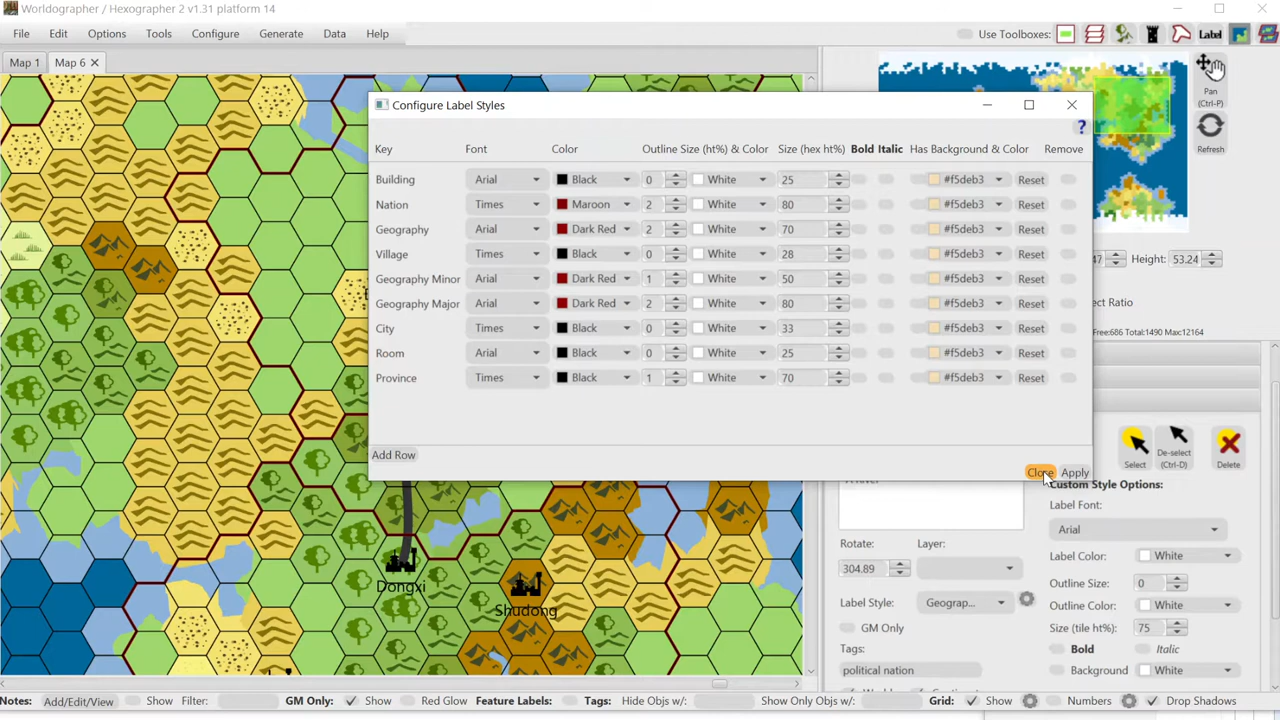 Worldographer / Hexographer 2 v1.31 platform 14
File Edit Options Tools Configure Generate Data Help
Use Toolboxes: Label
Map 1 Map 6
Pan
(Ctrl-P)
Refresh
Configure Label Styles
?
Key Font Color Outline Size (ht%) & Color Size (hex ht%) Bold Italic Has Background & Color Remove
Building Arial Black 0 White 25 #f5deb3 Reset
Nation Times Maroon 2 White 80 #f5deb3 Reset
Geography Arial Dark Red 2 White 70 #f5deb3 Reset
Village Times Black 0 White 28 #f5deb3 Reset
Geography Minor Arial Dark Red 1 White 50 #f5deb3 Reset
Geography Major Arial Dark Red 2 White 80 #f5deb3 Reset
City Times Black 0 White 33 #f5deb3 Reset
Room Arial Black 0 White 25 #f5deb3 Reset
Province Times Black 1 White 70 #f5deb3 Reset
Add Row
Close Apply
47 Height: 53.24
ect Ratio
Free:686 Total:1490 Max:12164
Select
De-select
(Ctrl-D)
Delete
Custom Style Options:
Label Font:
Arial
Label Color: White
Outline Size: 0
Outline Color: White
Size (tile ht%): 75
Bold Italic
Background White
Rotate: Layer:
304.89
Label Style: Geograp...
GM Only
Tags:
political nation
Dongxi
Shudong
Notes: Add/Edit/View Show Filter: GM Only: Show Red Glow Feature Labels: Tags: Hide Objs w/: Show Only Objs w/: Grid: Show Numbers Drop Shadows